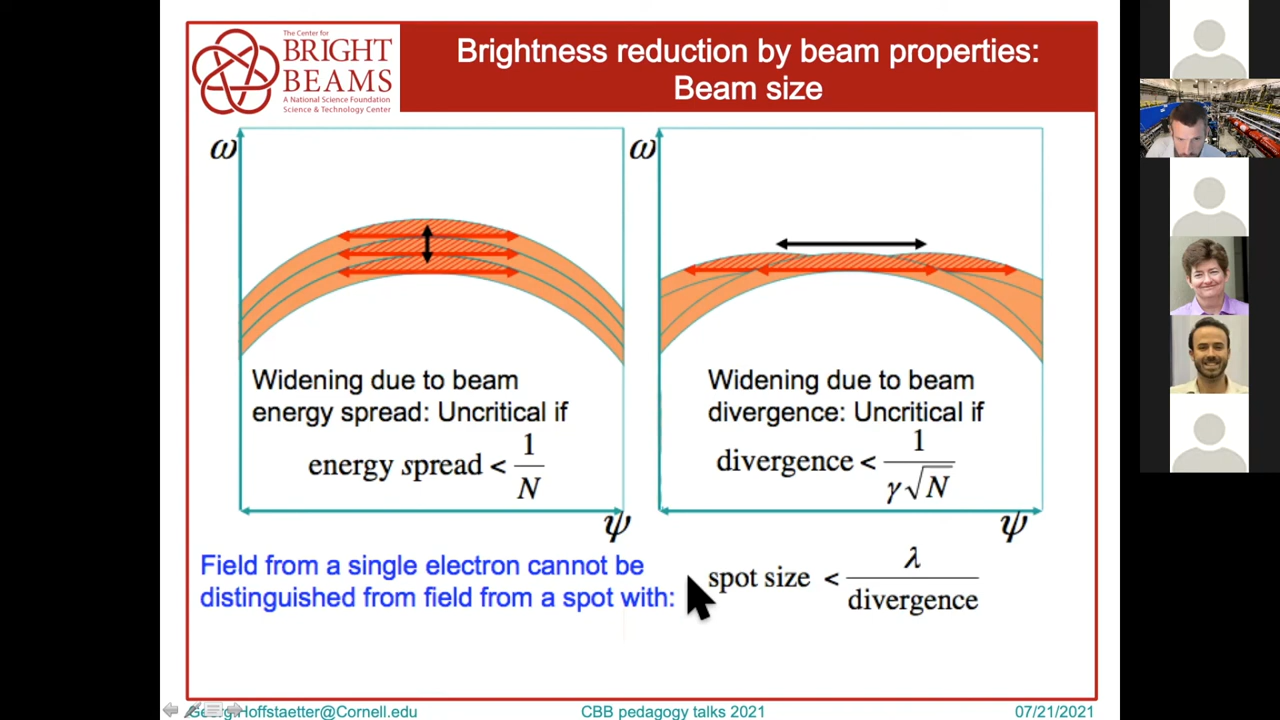 The Center for
BRIGHT
BEAMS
A National Science Foundation
Science & Technology Center
Brightness reduction by beam properties:
Beam size
ω
ω
Widening due to beam
energy spread: Uncritical if
energy spread < 1/N
ψ
Widening due to beam
divergence: Uncritical if
divergence < 1/γ√N
ψ
Field from a single electron cannot be
distinguished from field from a spot with:
spot size < λ/divergence
Georg.Hoffstaetter@Cornell.edu
CBB pedagogy talks 2021
07/21/2021